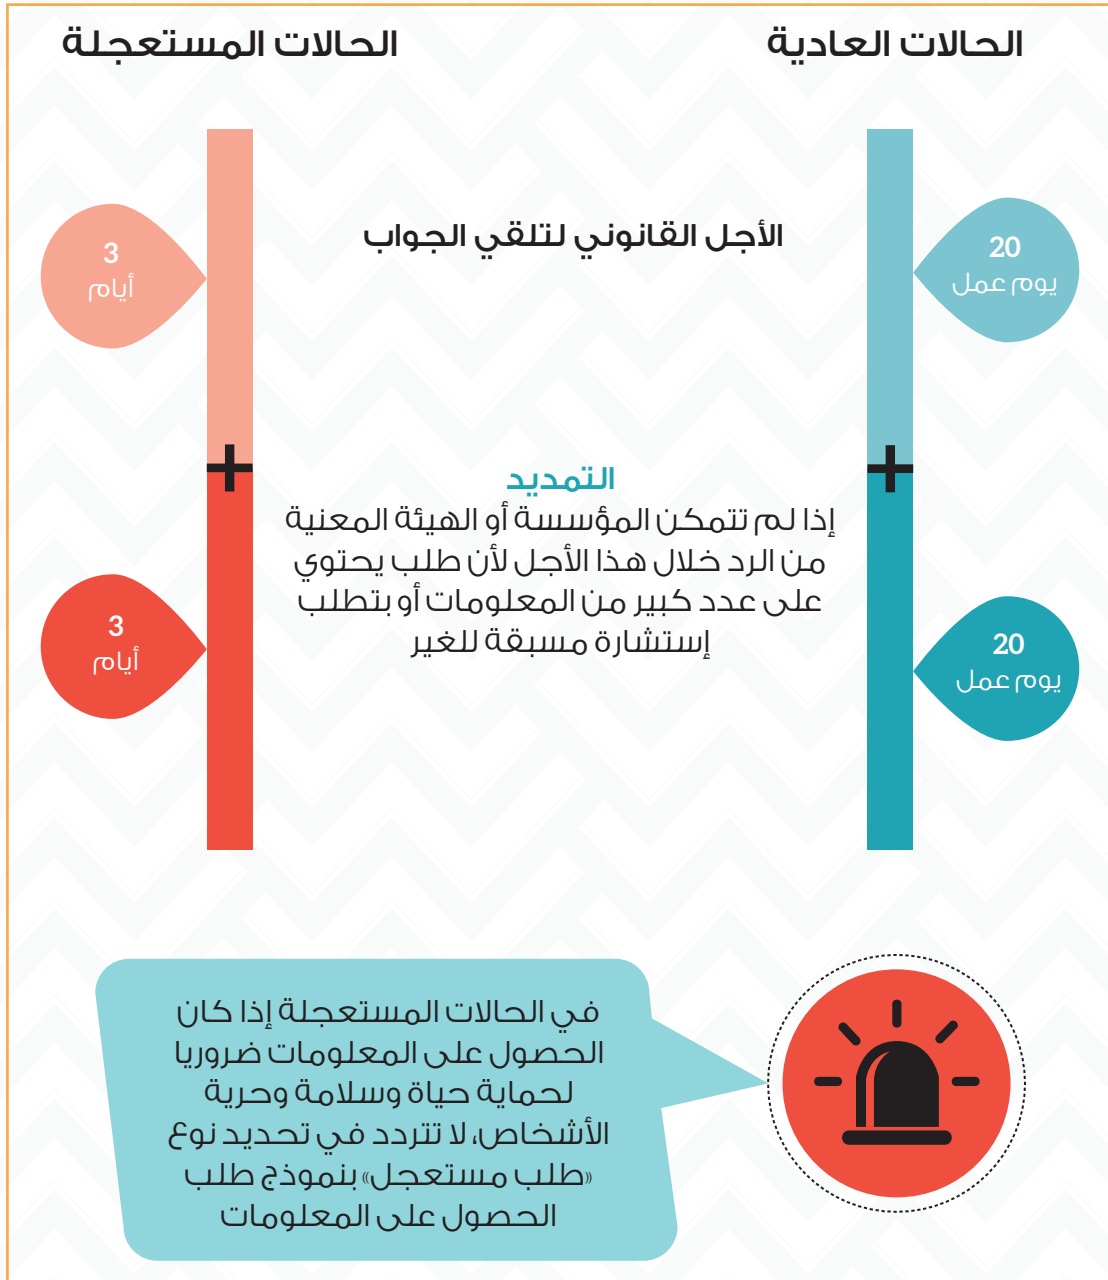 الحالات العادية
الحالات المستعجلة
الأجل القانوني لتلقي الجواب
20
يوم عمل
3
أيام
+
+
التمديد
إذا لم تتمكن المؤسسة أو الهيئة المعنية
من الرد خلال هذا الأجل لأن طلب يحتوي
على عدد كبير من المعلومات أو بتطلب
إستشارة مسبقة للغير
20
يوم عمل
3
أيام
في الحالات المستعجلة إذا كان
الحصول على المعلومات ضروريا
لحماية حياة وسلامة وحرية
الأشخاص، لا تتردد في تحديد نوع
«طلب مستعجل» بنموذج طلب
الحصول على المعلومات